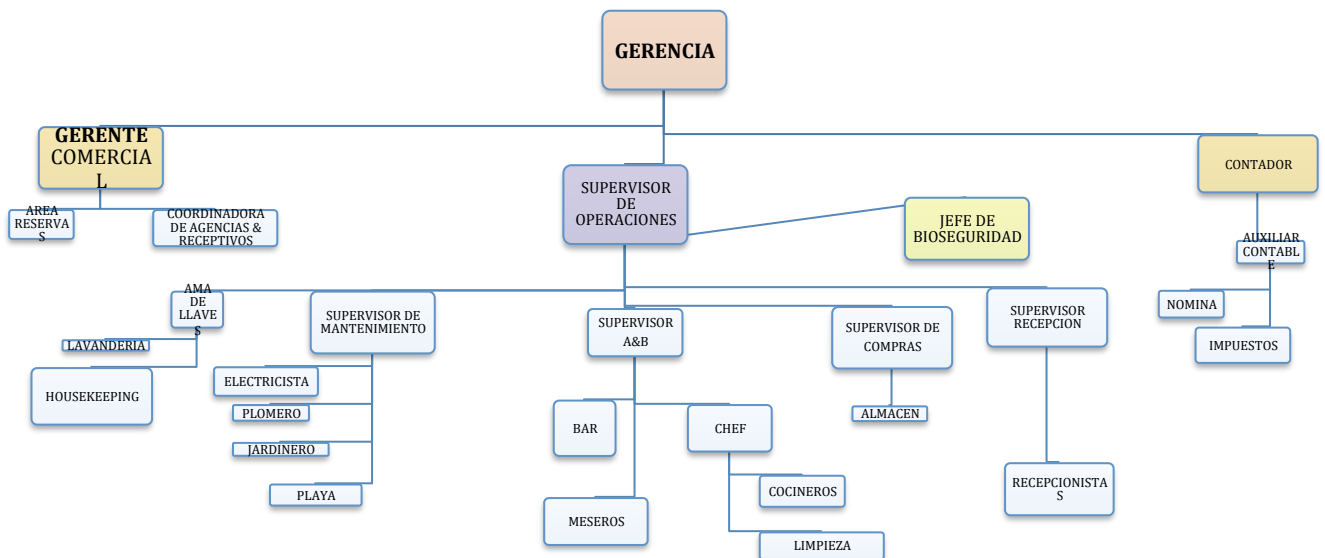 GERENCIA
GERENTE
COMERCIA
L
SUPERVISOR
DE
OPERACIONES
CONTADOR
JEFE DE
BIOSEGURIDAD
AREA
RESERVA
S
COORDINADORA
DE AGENCIAS &
RECEPTIVOS
AUXILIAR
CONTABL
E
AMA
DE
LLAVE
S
SUPERVISOR DE
MANTENIMIENTO
SUPERVISOR
A&B
SUPERVISOR DE
COMPRAS
SUPERVISOR
RECEPCION
NOMINA
IMPUESTOS
LAVANDERIA
HOUSEKEEPING
ELECTRICISTA
PLOMERO
JARDINERO
PLAYA
BAR
CHEF
MESEROS
COCINEROS
LIMPIEZA
ALMACEN
RECEPCIONISTA
S